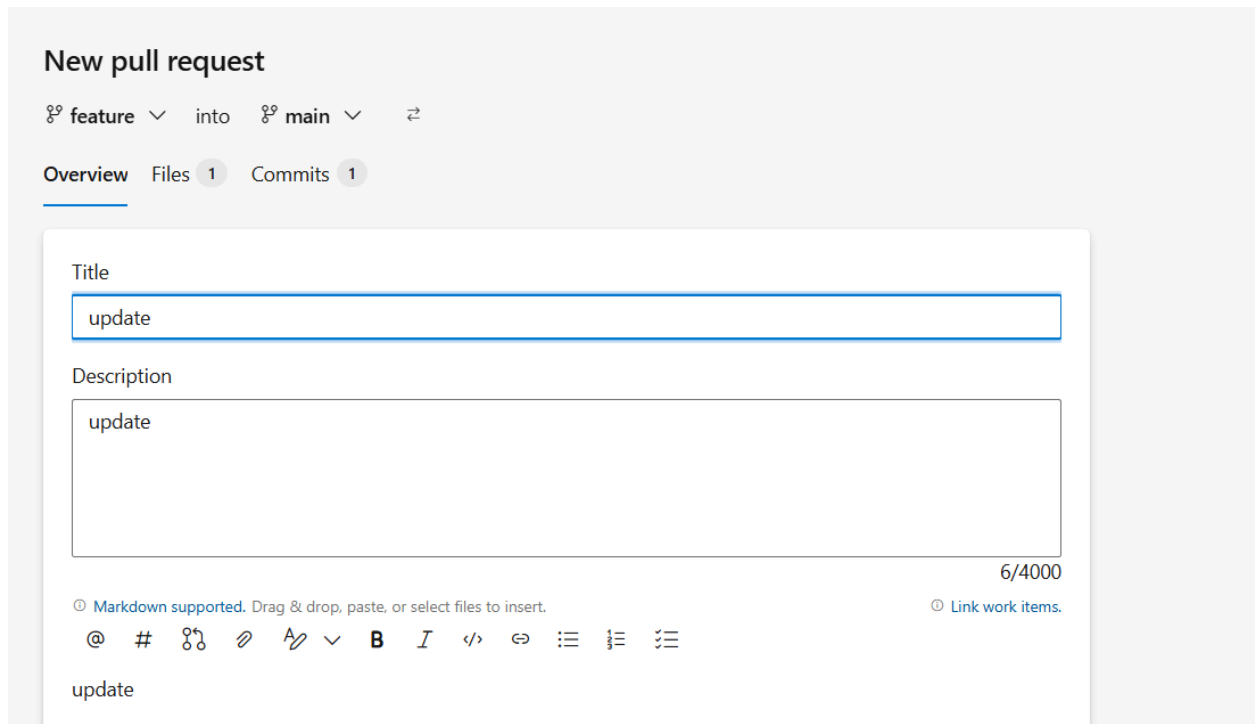 New pull request
feature into main
Overview Files 1 Commits 1
Title
update
Description
update
6/4000
Markdown supported. Drag & drop, paste, or select files to insert. Link work items.
@ # B I </>
update